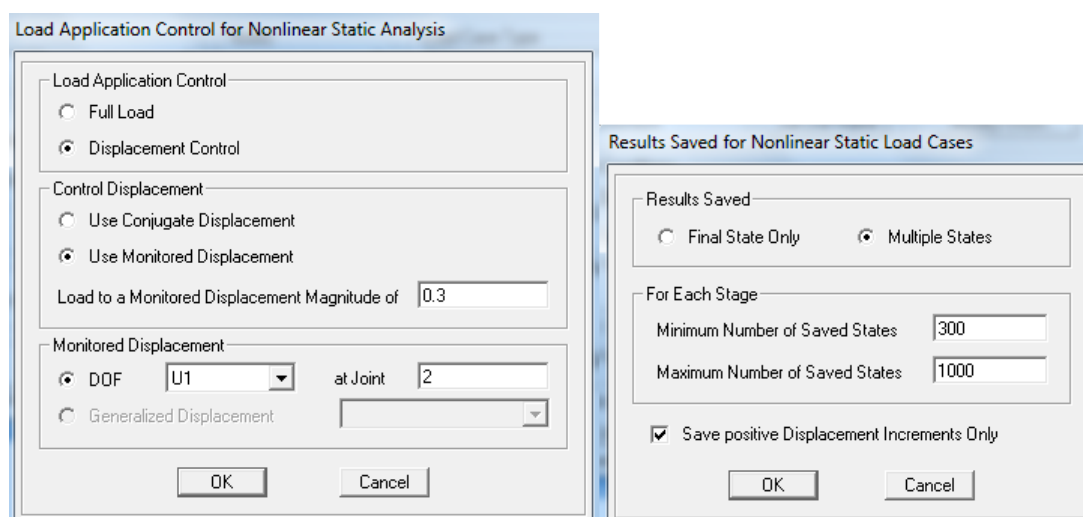 Load Application Control for Nonlinear Static Analysis
Load Application Control
Full Load
Displacement Control
Control Displacement
Use Conjugate Displacement
Use Monitored Displacement
Load to a Monitored Displacement Magnitude of 0.3
Monitored Displacement
DOF U1 at Joint 2
Generalized Displacement
OK Cancel
Results Saved for Nonlinear Static Load Cases
Results Saved
Final State Only Multiple States
For Each Stage
Minimum Number of Saved States 300
Maximum Number of Saved States 1000
Save positive Displacement Increments Only
OK Cancel